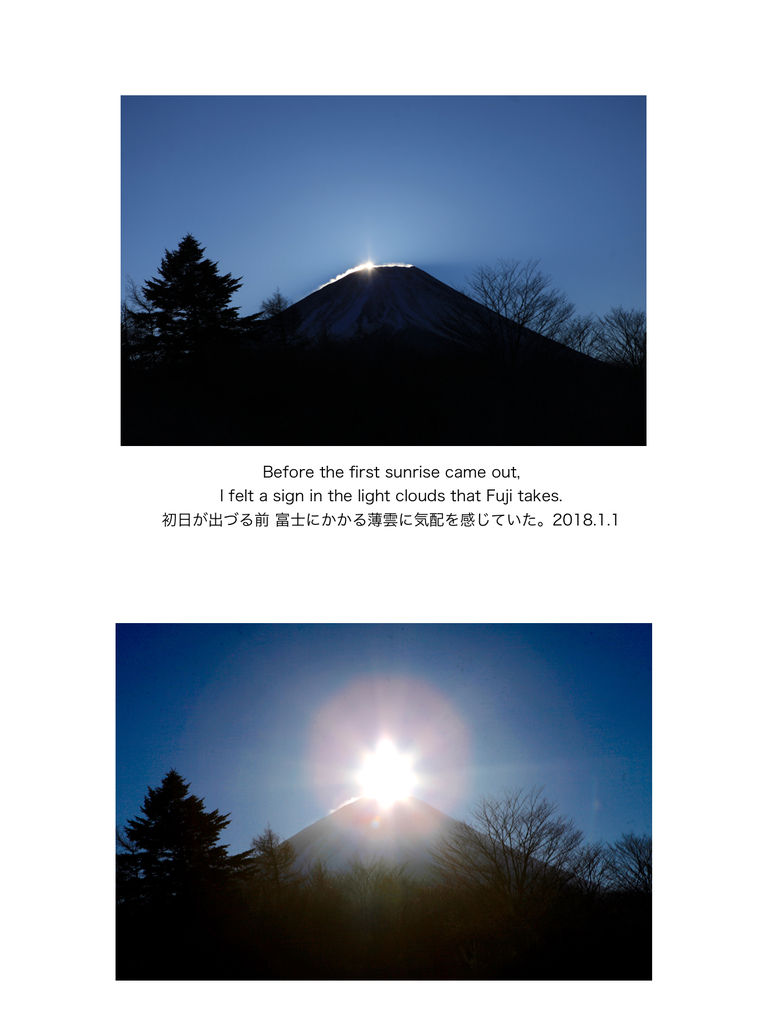 Before the first sunrise came out,
I felt a sign in the light clouds that Fuji takes.
初日が出づる前 富士にかかる薄雲に気配を感じていた。2018.1.1